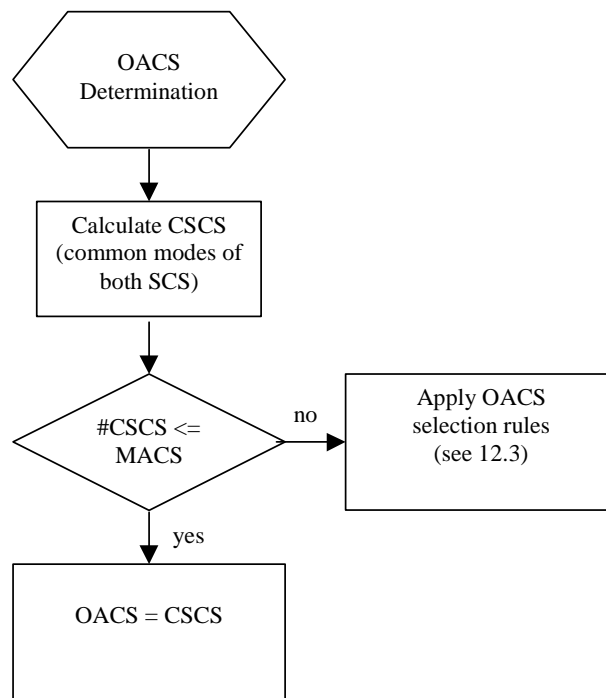 OACS
Determination
Calculate CSCS
(common modes of
both SCS)
#CSCS <=
MACS
no
Apply OACS
selection rules
(see 12.3)
yes
OACS = CSCS